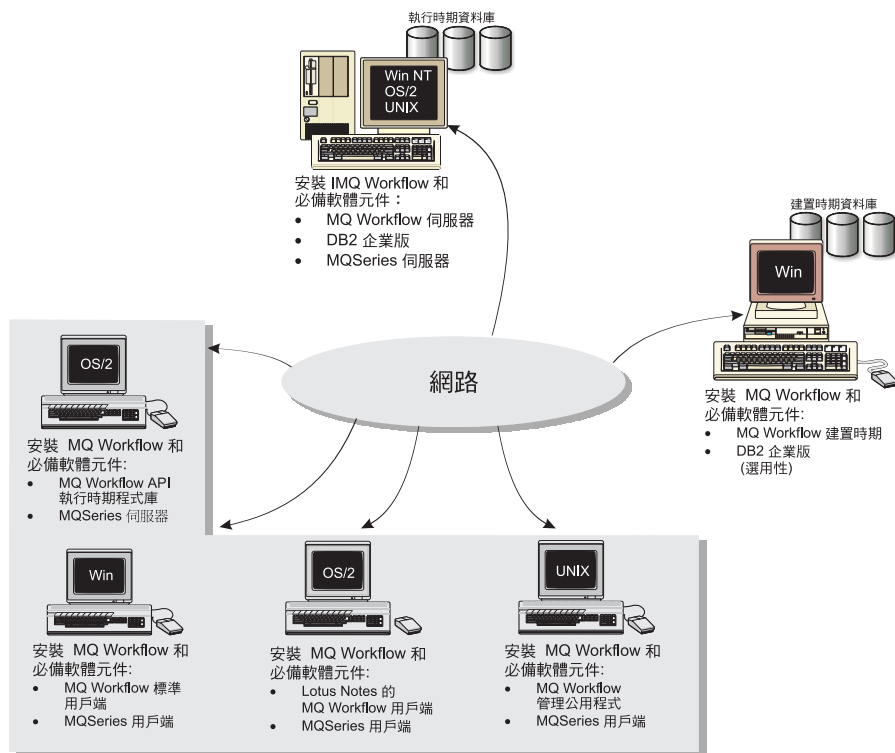 執行時期資料庫
Win NT
OS/2
UNIX
安裝 IMQ Workflow 和
必備軟體元件：
• MQ Workflow 伺服器
• DB2 企業版
• MQSeries 伺服器
建置時期資料庫
Win
安裝 MQ Workflow 和
必備軟體元件:
• MQ Workflow 建置時期
• DB2 企業版
(選用性)
網路
OS/2
安裝 MQ Workflow 和
必備軟體元件:
• MQ Workflow API
執行時期程式庫
• MQSeries 伺服器
Win
安裝 MQ Workflow 和
必備軟體元件:
• MQ Workflow 標準
用戶端
• MQSeries 用戶端
OS/2
安裝 MQ Workflow 和
必備軟體元件:
• Lotus Notes 的
MQ Workflow 用戶端
• MQSeries 用戶端
UNIX
安裝 MQ Workflow 和
必備軟體元件:
• MQ Workflow
管理公用程式
• MQSeries 用戶端